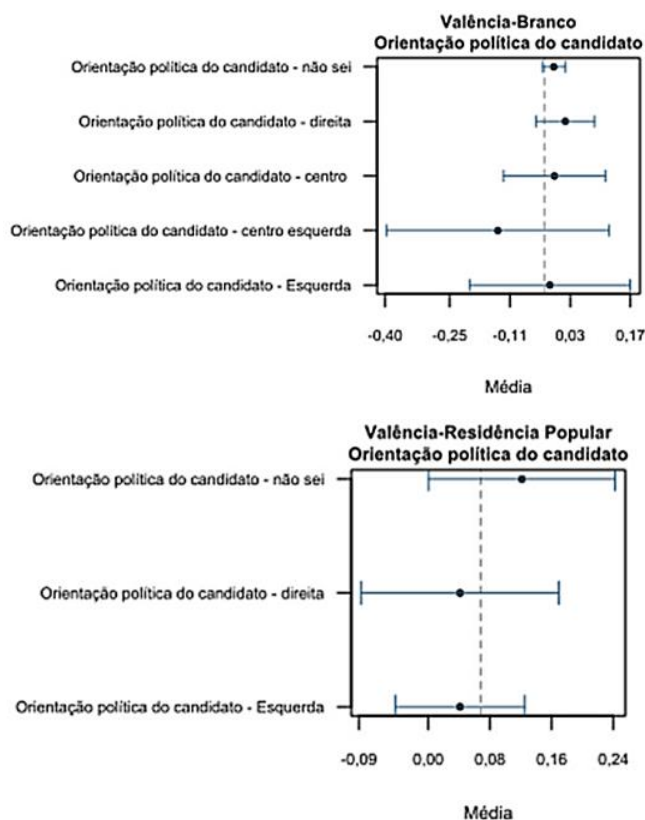 Valência-Branco
Orientação política do candidato
Orientação política do candidato - não sei
Orientação política do candidato - direita
Orientação política do candidato - centro
Orientação política do candidato - centro esquerda
Orientação política do candidato - Esquerda
-0,40 -0,25 -0,11 0,03 0,17
Média
Valência-Residência Popular
Orientação política do candidato
Orientação política do candidato - não sei
Orientação política do candidato - direita
Orientação política do candidato - Esquerda
-0,09 0,00 0,08 0,16 0,24
Média